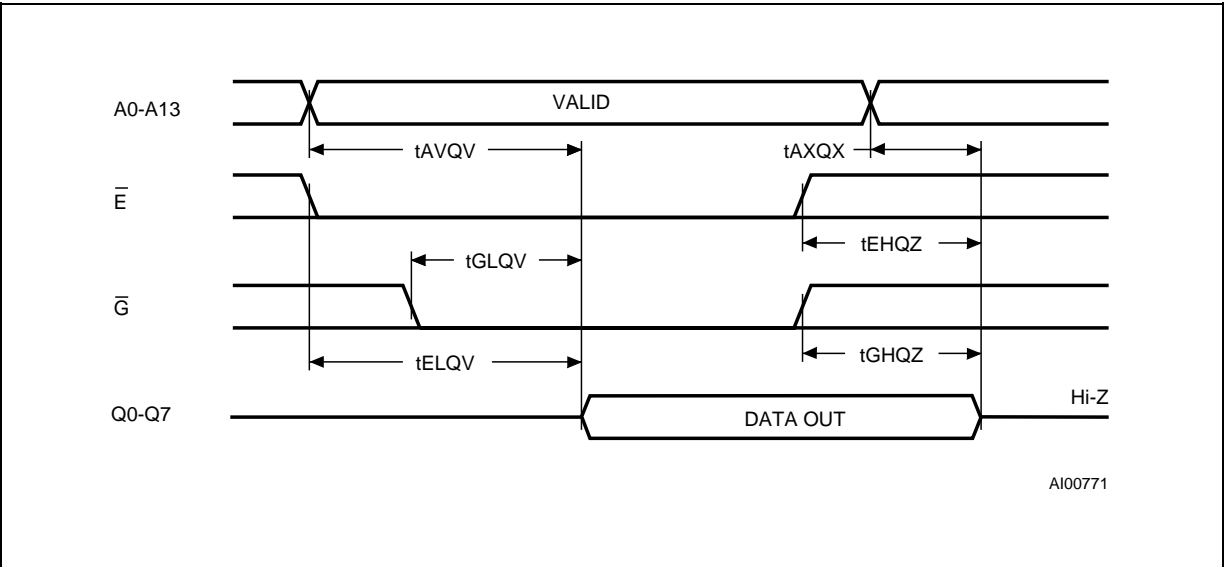 A0-A13
VALID
tAVQV
tAXQX
E̅
tEHQZ
tGLQV
G̅
tGHQZ
tELQV
Hi-Z
Q0-Q7
DATA OUT
AI00771